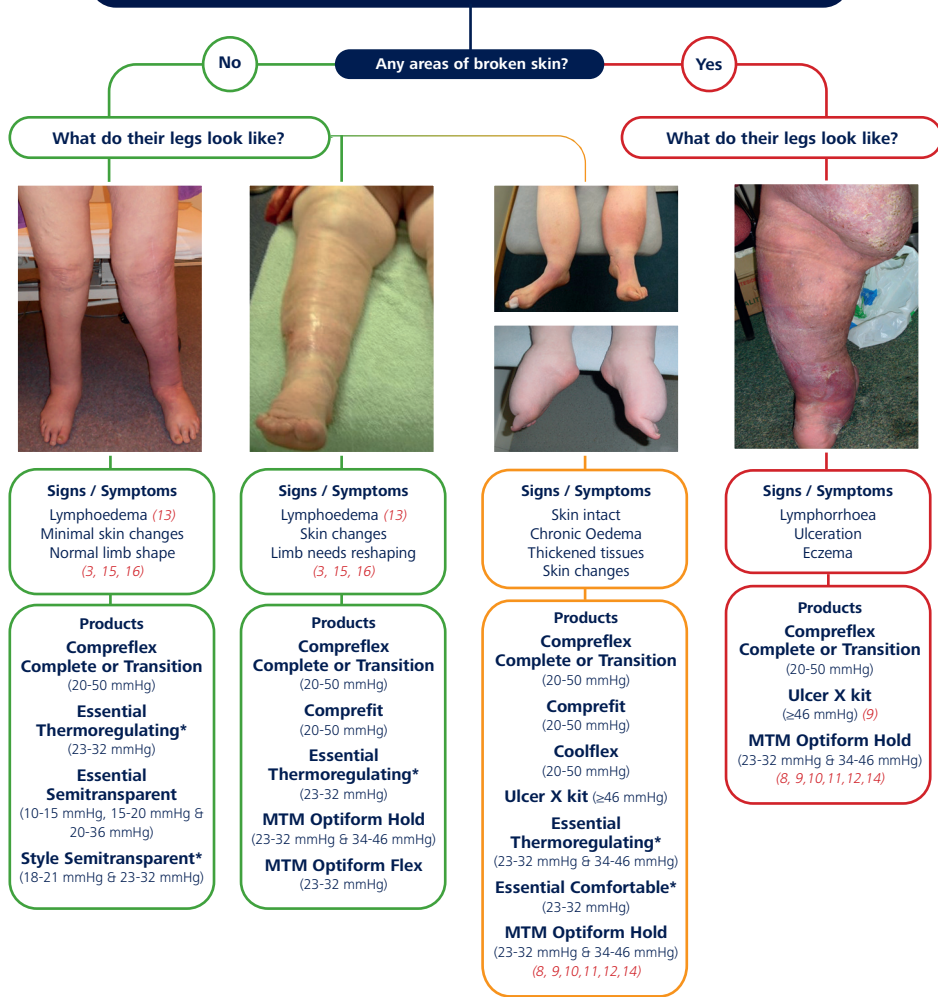 Any areas of broken skin?
No
Yes
What do their legs look like?
What do their legs look like?
Signs / Symptoms
Lymphoedema (13)
Minimal skin changes
Normal limb shape
(3, 15, 16)
Products
Compreflex
Complete or Transition
(20-50 mmHg)
Essential
Thermoregulating*
(23-32 mmHg)
Essential
Semitransparent
(10-15 mmHg, 15-20 mmHg &
20-36 mmHg)
Style Semitransparent*
(18-21 mmHg & 23-32 mmHg)
Signs / Symptoms
Lymphoedema (13)
Skin changes
Limb needs reshaping
(3, 15, 16)
Products
Compreflex
Complete or Transition
(20-50 mmHg)
Comprefit
(20-50 mmHg)
Essential
Thermoregulating*
(23-32 mmHg)
MTM Optiform Hold
(23-32 mmHg & 34-46 mmHg)
MTM Optiform Flex
(23-32 mmHg)
Signs / Symptoms
Skin intact
Chronic Oedema
Thickened tissues
Skin changes
Products
Compreflex
Complete or Transition
(20-50 mmHg)
Comprefit
(20-50 mmHg)
Coolflex
(20-50 mmHg)
Ulcer X kit (≥46 mmHg)
Essential
Thermoregulating*
(23-32 mmHg & 34-46 mmHg)
Essential Comfortable*
(23-32 mmHg)
MTM Optiform Hold
(23-32 mmHg & 34-46 mmHg)
(8, 9,10,11,12,14)
Signs / Symptoms
Lymphorrhoea
Ulceration
Eczema
Products
Compreflex
Complete or Transition
(20-50 mmHg)
Ulcer X kit
(≥46 mmHg) (9)
MTM Optiform Hold
(23-32 mmHg & 34-46 mmHg)
(8, 9,10,11,12,14)